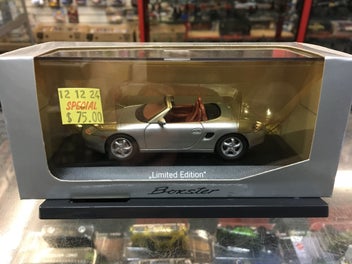 12 12 24
SPECIAL
$ 75.00
„Limited Edition"
Boxster